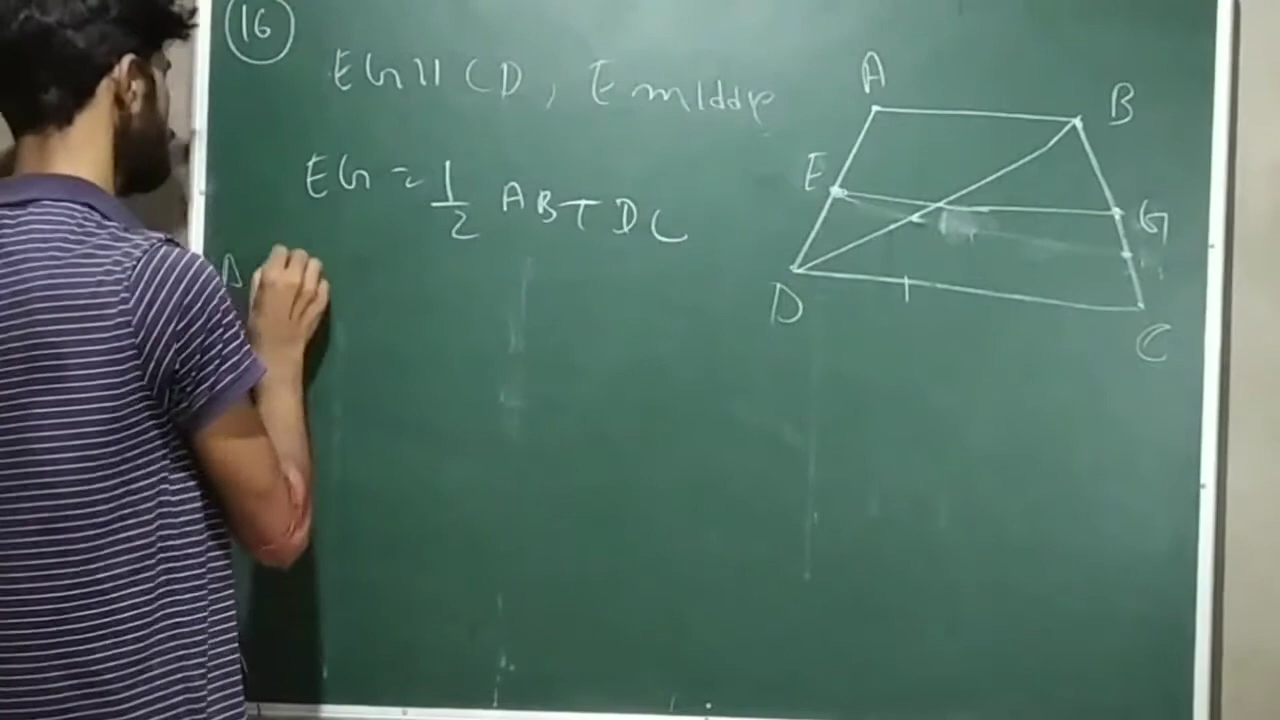 16
EG || CD, E middle
EG = 1/2 AB + DC
A
B
E
G
D
C